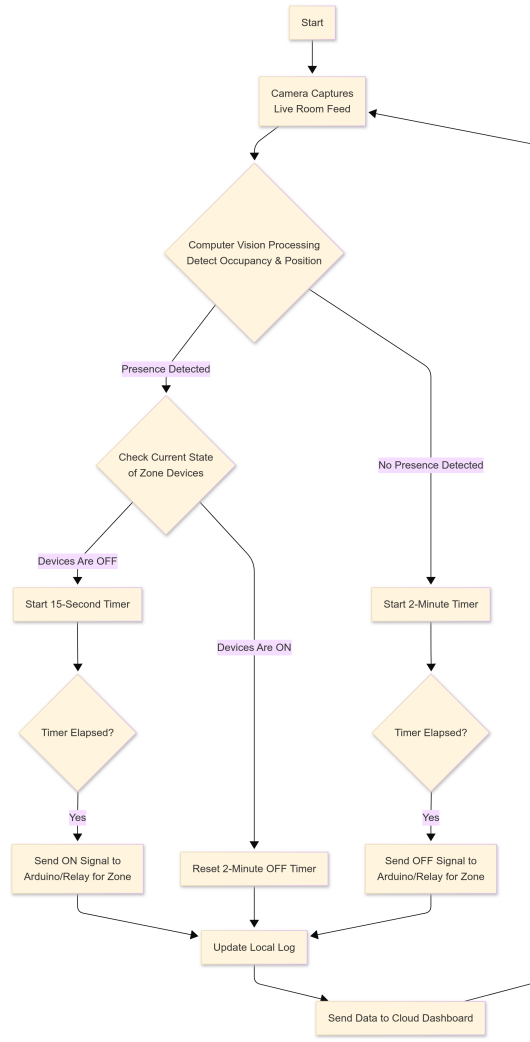 Start
Camera Captures
Live Room Feed
Computer Vision Processing
Detect Occupancy & Position
Presence Detected
Check Current State
of Zone Devices
No Presence Detected
Devices Are OFF
Start 15-Second Timer
Start 2-Minute Timer
Devices Are ON
Timer Elapsed?
Timer Elapsed?
Yes
Yes
Send ON Signal to
Arduino/Relay for Zone
Reset 2-Minute OFF Timer
Send OFF Signal to
Arduino/Relay for Zone
Update Local Log
Send Data to Cloud Dashboard